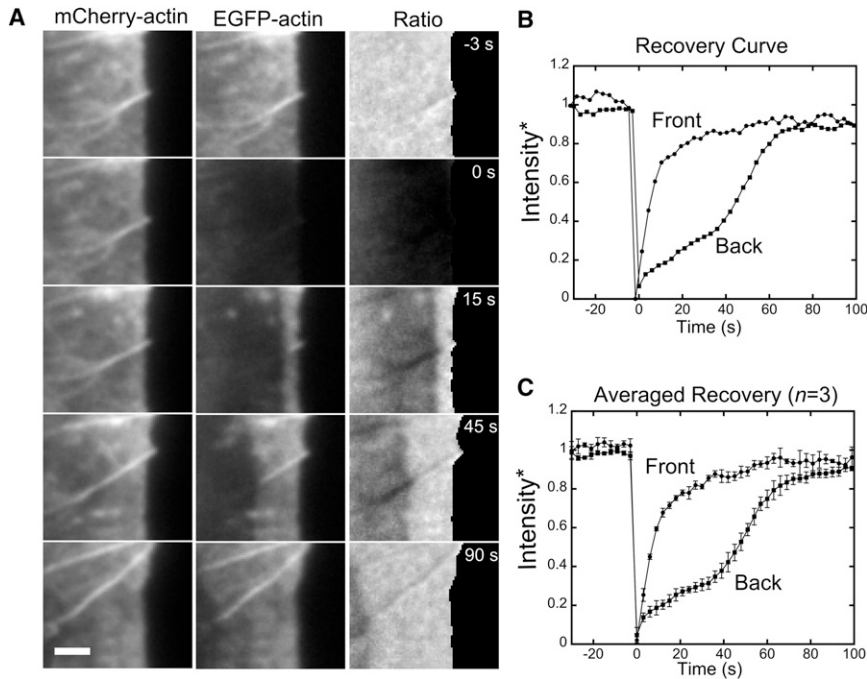 A
mCherry-actin EGFP-actin Ratio
-3 s
0 s
15 s
45 s
90 s
B
Recovery Curve
Intensity*
1.2
1
0.8
0.6
0.4
0.2
0
Front
Back
-20 0 20 40 60 80 100
Time (s)
C
Averaged Recovery (n=3)
Intensity*
1.2
1
0.8
0.6
0.4
0.2
0
Front
Back
-20 0 20 40 60 80 100
Time (s)